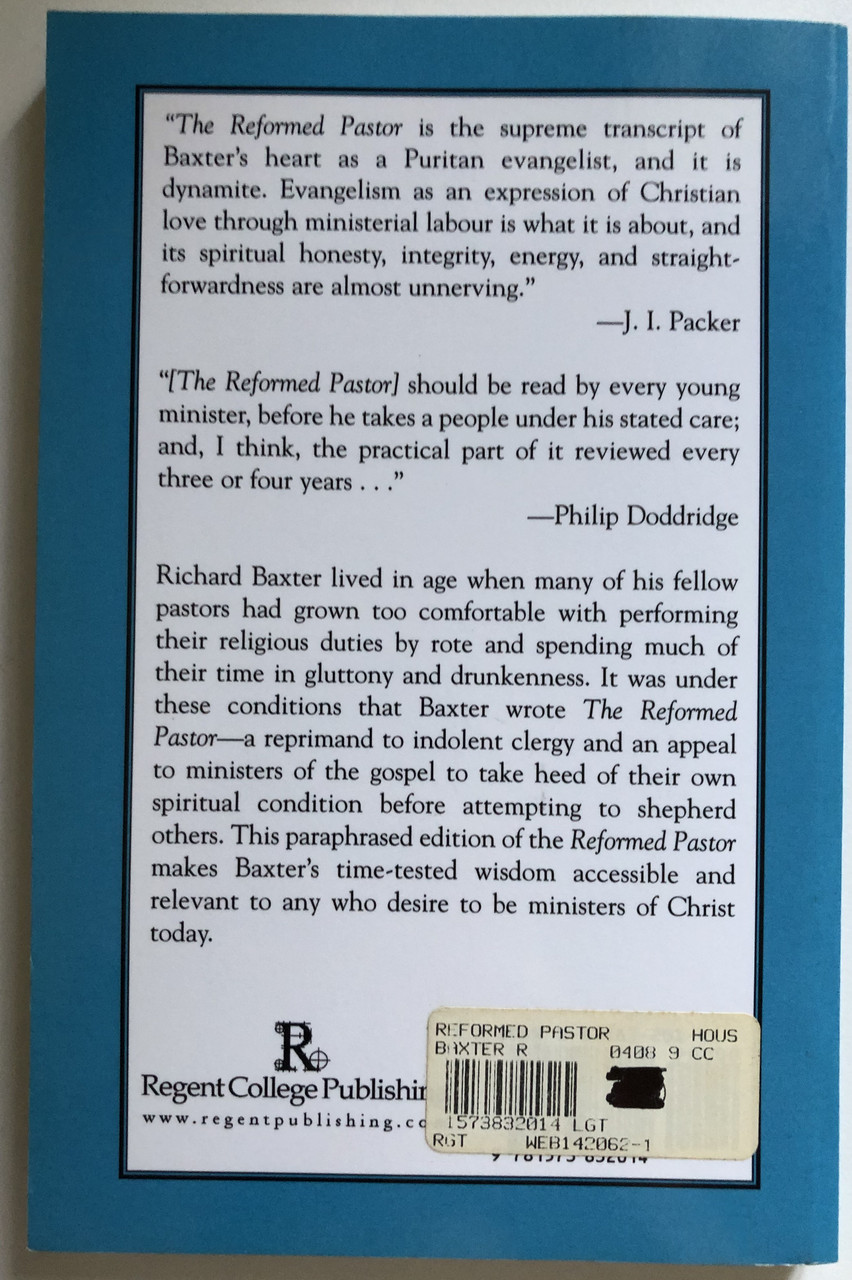 “The Reformed Pastor is the supreme transcript of
Baxter’s heart as a Puritan evangelist, and it is
dynamite. Evangelism as an expression of Christian
love through ministerial labour is what it is about, and
its spiritual honesty, integrity, energy, and straight-
forwardness are almost unnerving.”
—J. I. Packer
“[The Reformed Pastor] should be read by every young
minister, before he takes a people under his stated care;
and, I think, the practical part of it reviewed every
three or four years . . .”
—Philip Doddridge
Richard Baxter lived in age when many of his fellow
pastors had grown too comfortable with performing
their religious duties by rote and spending much of
their time in gluttony and drunkenness. It was under
these conditions that Baxter wrote The Reformed
Pastor—a reprimand to indolent clergy and an appeal
to ministers of the gospel to take heed of their own
spiritual condition before attempting to shepherd
others. This paraphrased edition of the Reformed Pastor
makes Baxter’s time-tested wisdom accessible and
relevant to any who desire to be ministers of Christ
today.
R
Regent College Publishin
www.regentpublishing.co
REFORMED PASTOR HOUS
BAXTER R 0408 9 CC
1573832014 LGT
RGT WEB142062-1